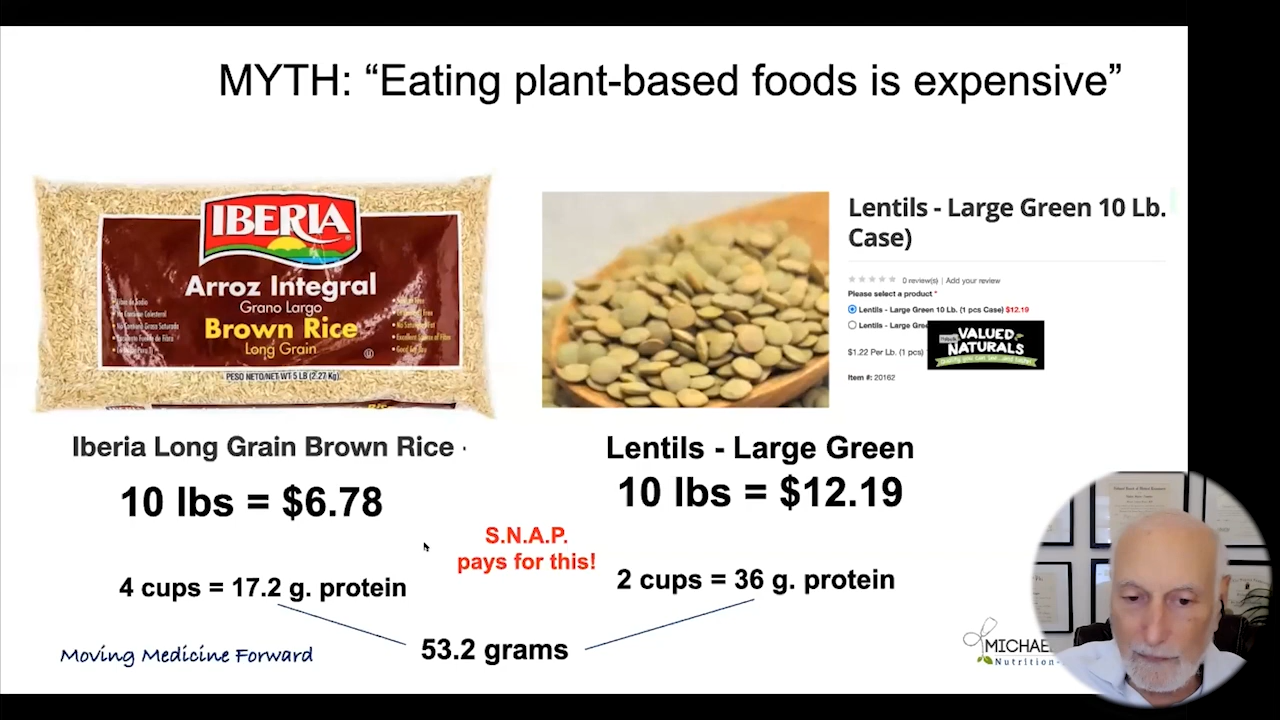 MYTH: “Eating plant-based foods is expensive”
IBERIA
Arroz Integral
Grano Largo
Brown Rice
Long Grain
PESO NETO/NET WT 5 LB (2.27 Kg)
Iberia Long Grain Brown Rice
10 lbs = $6.78
4 cups = 17.2 g. protein
Lentils - Large Green 10 Lb.
Case)
0 review(s) | Add your review
Please select a product *
Lentils - Large Green 10 Lb. (1 pcs Case) $12.19
Lentils - Large Gre
VALUED
NATURALS
$1.22 Per Lb. (1 pcs)
Item #: 20162
Lentils - Large Green
10 lbs = $12.19
S.N.A.P.
pays for this!
2 cups = 36 g. protein
53.2 grams
Moving Medicine Forward
MICHAE
Nutrition-